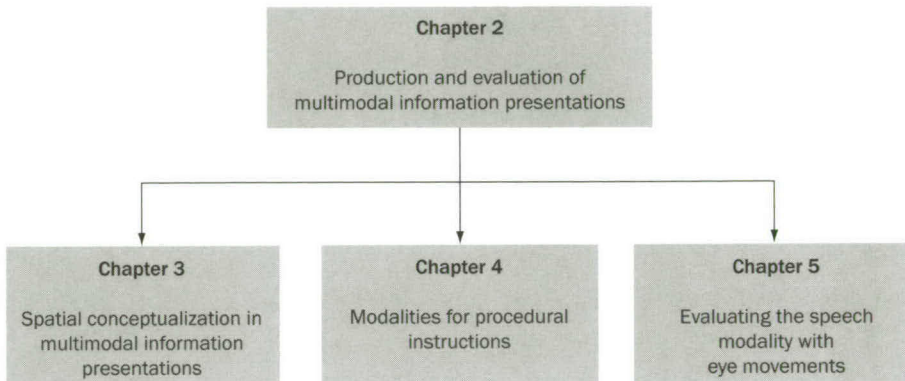 Chapter 2
Production and evaluation of
multimodal information presentations
Chapter 3
Spatial conceptualization in
multimodal information
presentations
Chapter 4
Modalities for procedural
instructions
Chapter 5
Evaluating the speech
modality with
eye movements